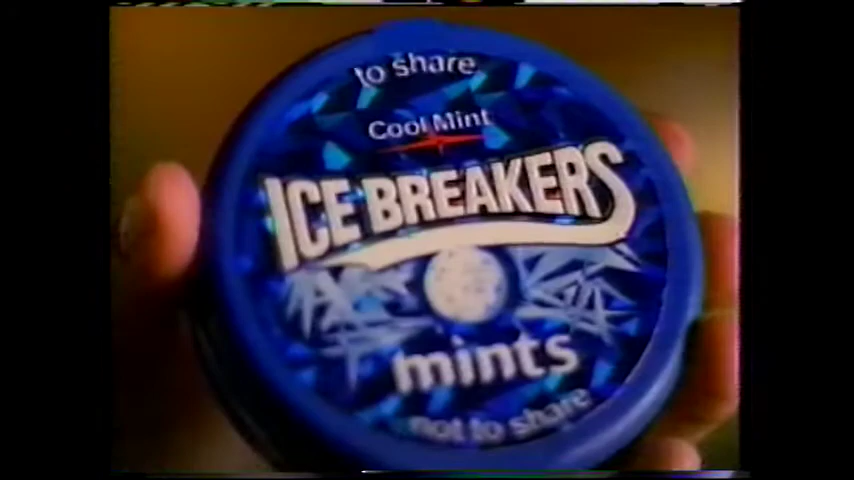 to share
Cool Mint
ICE BREAKERS
mints
not to share